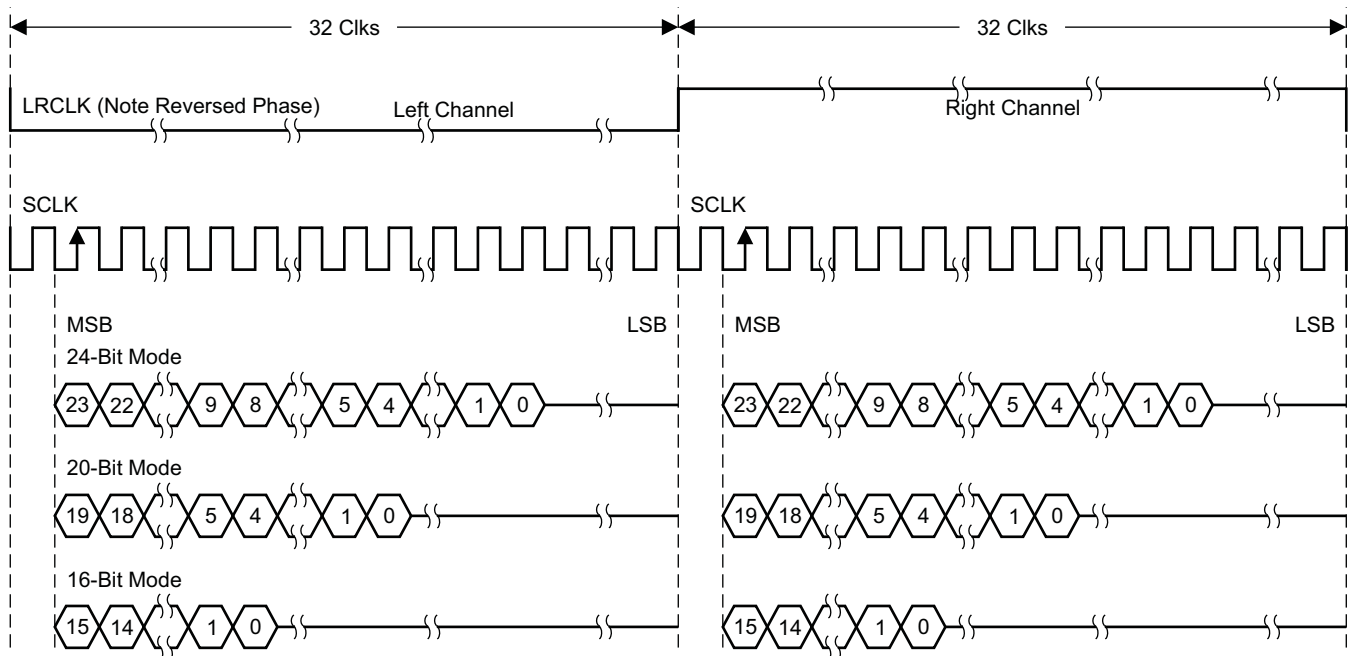 32 Clks 32 Clks
LRCLK (Note Reversed Phase) Left Channel Right Channel
SCLK SCLK
MSB LSB MSB LSB
24-Bit Mode
23 22 9 8 5 4 1 0 23 22 9 8 5 4 1 0
20-Bit Mode
19 18 5 4 1 0 19 18 5 4 1 0
16-Bit Mode
15 14 1 0 15 14 1 0